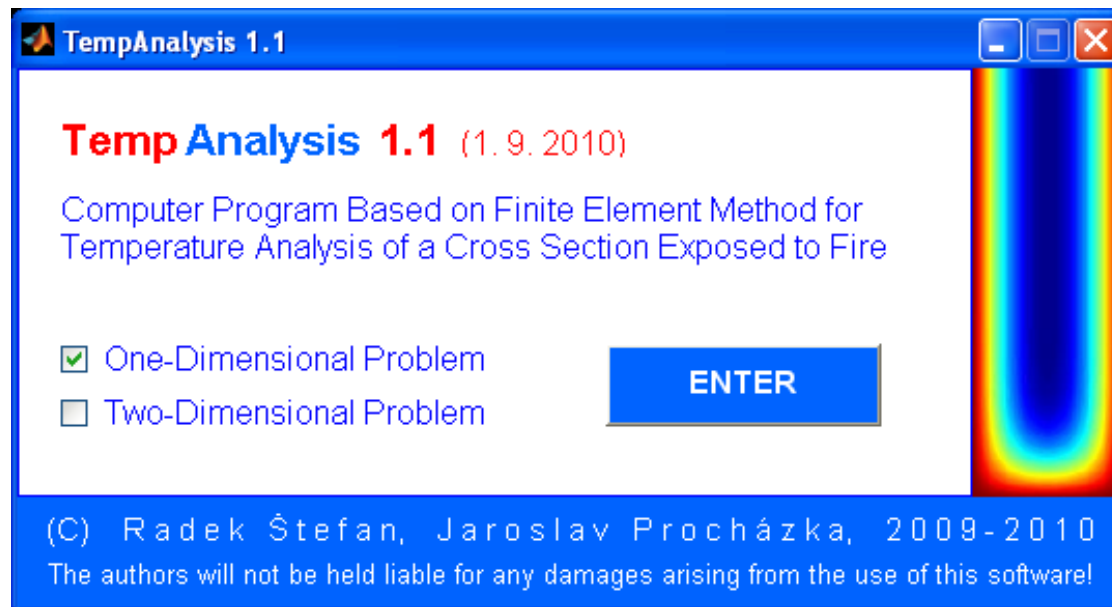 TempAnalysis 1.1
Temp Analysis 1.1 (1. 9. 2010)
Computer Program Based on Finite Element Method for
Temperature Analysis of a Cross Section Exposed to Fire
One-Dimensional Problem
Two-Dimensional Problem
ENTER
(C) Radek Štefan, Jaroslav Procházka, 2009-2010
The authors will not be held liable for any damages arising from the use of this software!